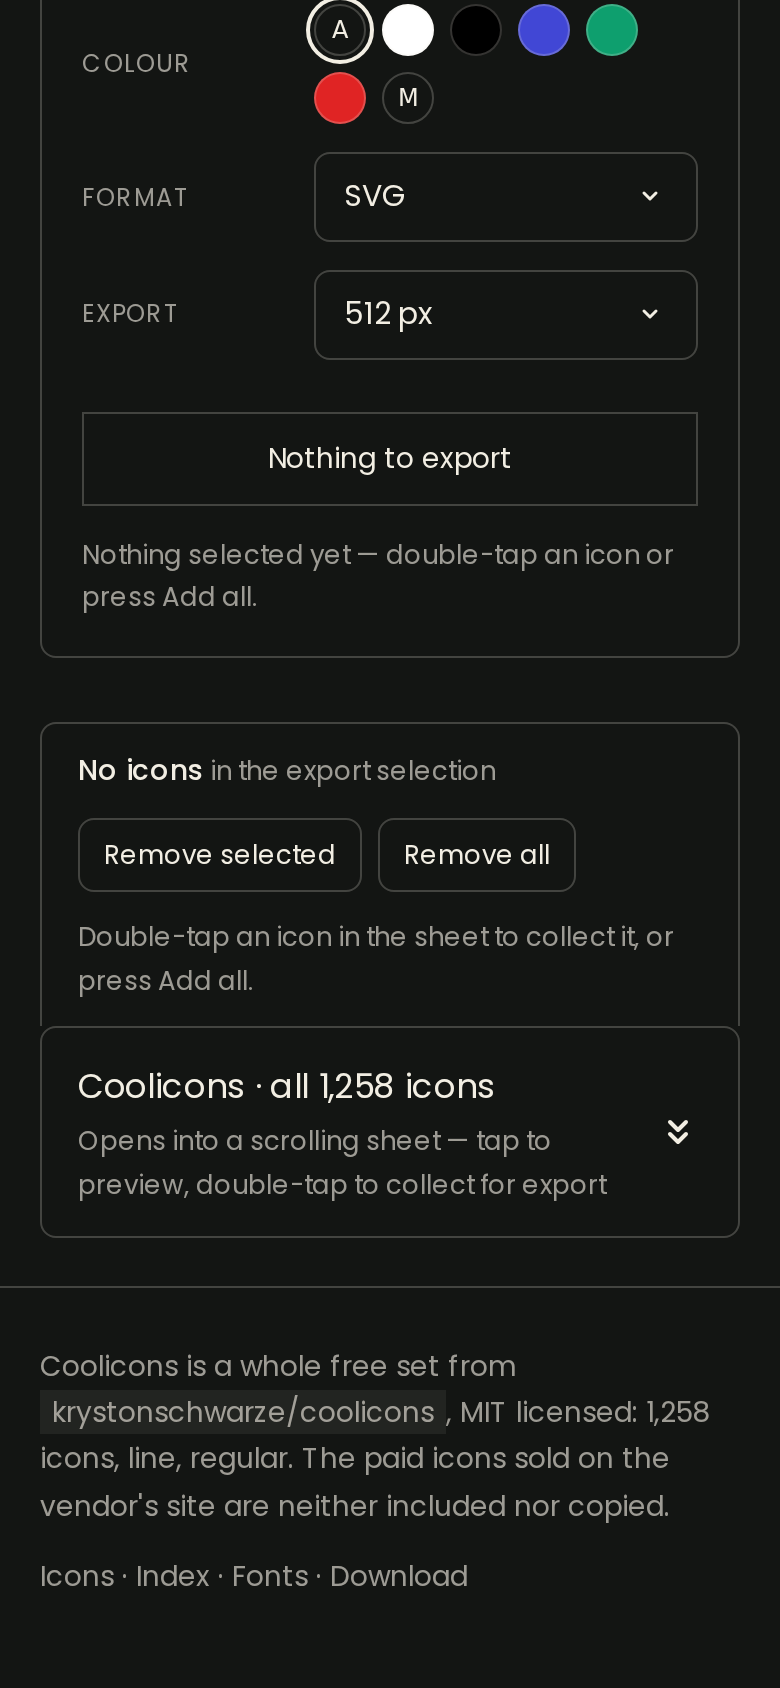 A
COLOUR
M
FORMAT
SVG
EXPORT
512 px
Nothing to export
Nothing selected yet — double-tap an icon or
press Add all.
No icons in the export selection
Remove selected
Remove all
Double-tap an icon in the sheet to collect it, or
press Add all.
Coolicons · all 1,258 icons
Opens into a scrolling sheet — tap to
preview, double-tap to collect for export
Coolicons is a whole free set from
krystonschwarze/coolicons , MIT licensed: 1,258
icons, line, regular. The paid icons sold on the
vendor's site are neither included nor copied.
Icons · Index · Fonts · Download